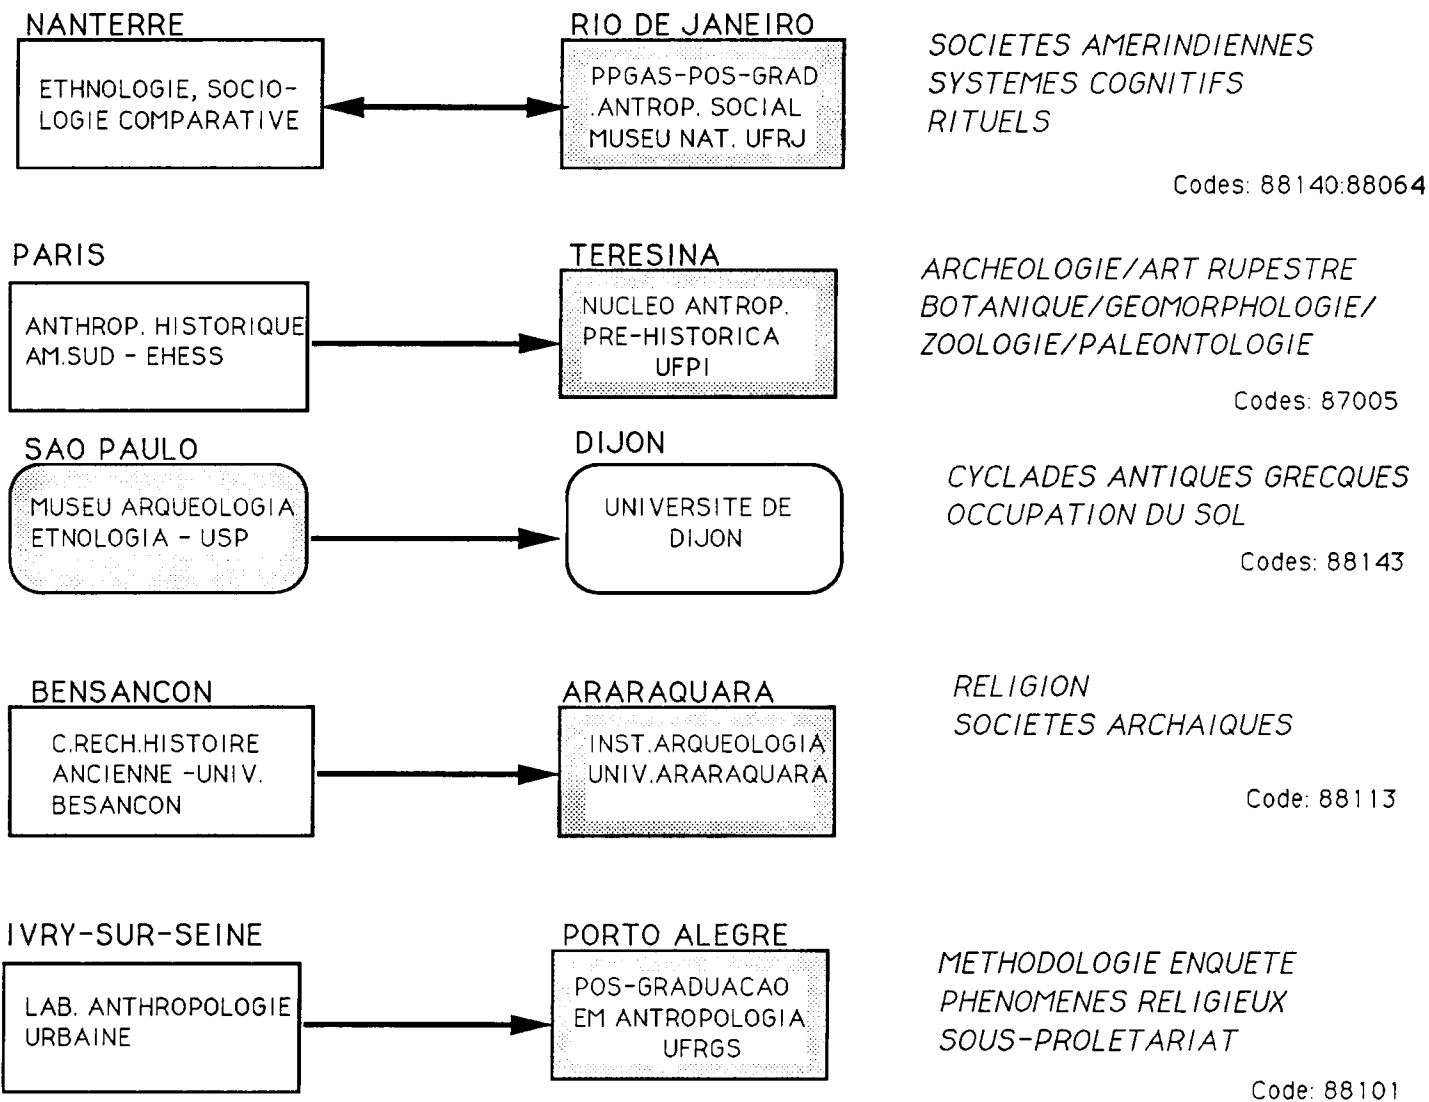 NANTERRE
ETHNOLOGIE, SOCIO-
LOGIE COMPARATIVE
RIO DE JANEIRO
PPGAS-POS-GRAD
.ANTROP. SOCIAL
MUSEU NAT. UFRJ
SOCIETES AMERINDIENNES
SYSTEMES COGNITIFS
RITUELS
Codes: 88140:88064
PARIS
ANTHROP. HISTORIQUE
AM.SUD - EHESS
TERESINA
NUCLEO ANTROP.
PRE-HISTORICA
UFPI
ARCHEOLOGIE/ART RUPESTRE
BOTANIQUE/GEOMORPHOLOGIE/
ZOOLOGIE/PALEONTOLOGIE
Codes: 87005
SAO PAULO
MUSEU ARQUEOLOGIA
ETNOLOGIA - USP
DIJON
UNIVERSITE DE
DIJON
CYCLADES ANTIQUES GRECQUES
OCCUPATION DU SOL
Codes: 88143
BENSANCON
C.RECH.HISTOIRE
ANCIENNE -UNIV.
BESANCON
ARARAQUARA
INST.ARQUEOLOGIA
UNIV.ARARAQUARA
RELIGION
SOCIETES ARCHAIQUES
Code: 88113
IVRY-SUR-SEINE
LAB. ANTHROPOLOGIE
URBAINE
PORTO ALEGRE
POS-GRADUACAO
EM ANTROPOLOGIA
UFRGS
METHODOLOGIE ENQUETE
PHENOMENES RELIGIEUX
SOUS-PROLETARIAT
Code: 88101